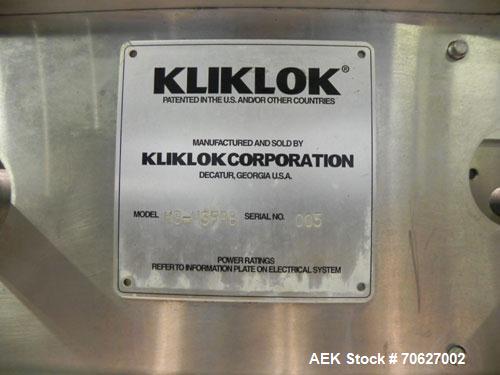 KLIKLOK®
PATENTED IN THE U.S. AND/OR OTHER COUNTRIES
MANUFACTURED AND SOLD BY
KLIKLOK CORPORATION
DECATUR, GEORGIA U.S.A.
MODEL SERIAL NO. 005
POWER RATINGS
REFER TO INFORMATION PLATE ON ELECTRICAL SYSTEM
AEK Stock # 70627002